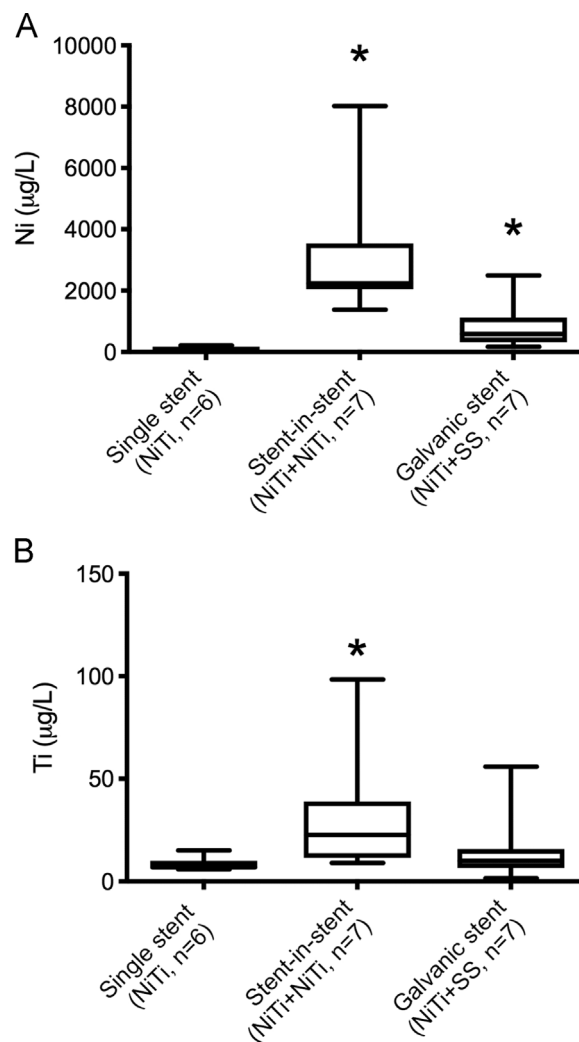 A
10000
8000
6000
4000
2000
0
Ni (μg/L)
*
*
Single stent
(NiTi, n=6)
Stent-in-stent
(NiTi+NiTi, n=7)
Galvanic stent
(NiTi+SS, n=7)
B
150
100
50
0
Ti (μg/L)
*
Single stent
(NiTi, n=6)
Stent-in-stent
(NiTi+NiTi, n=7)
Galvanic stent
(NiTi+SS, n=7)